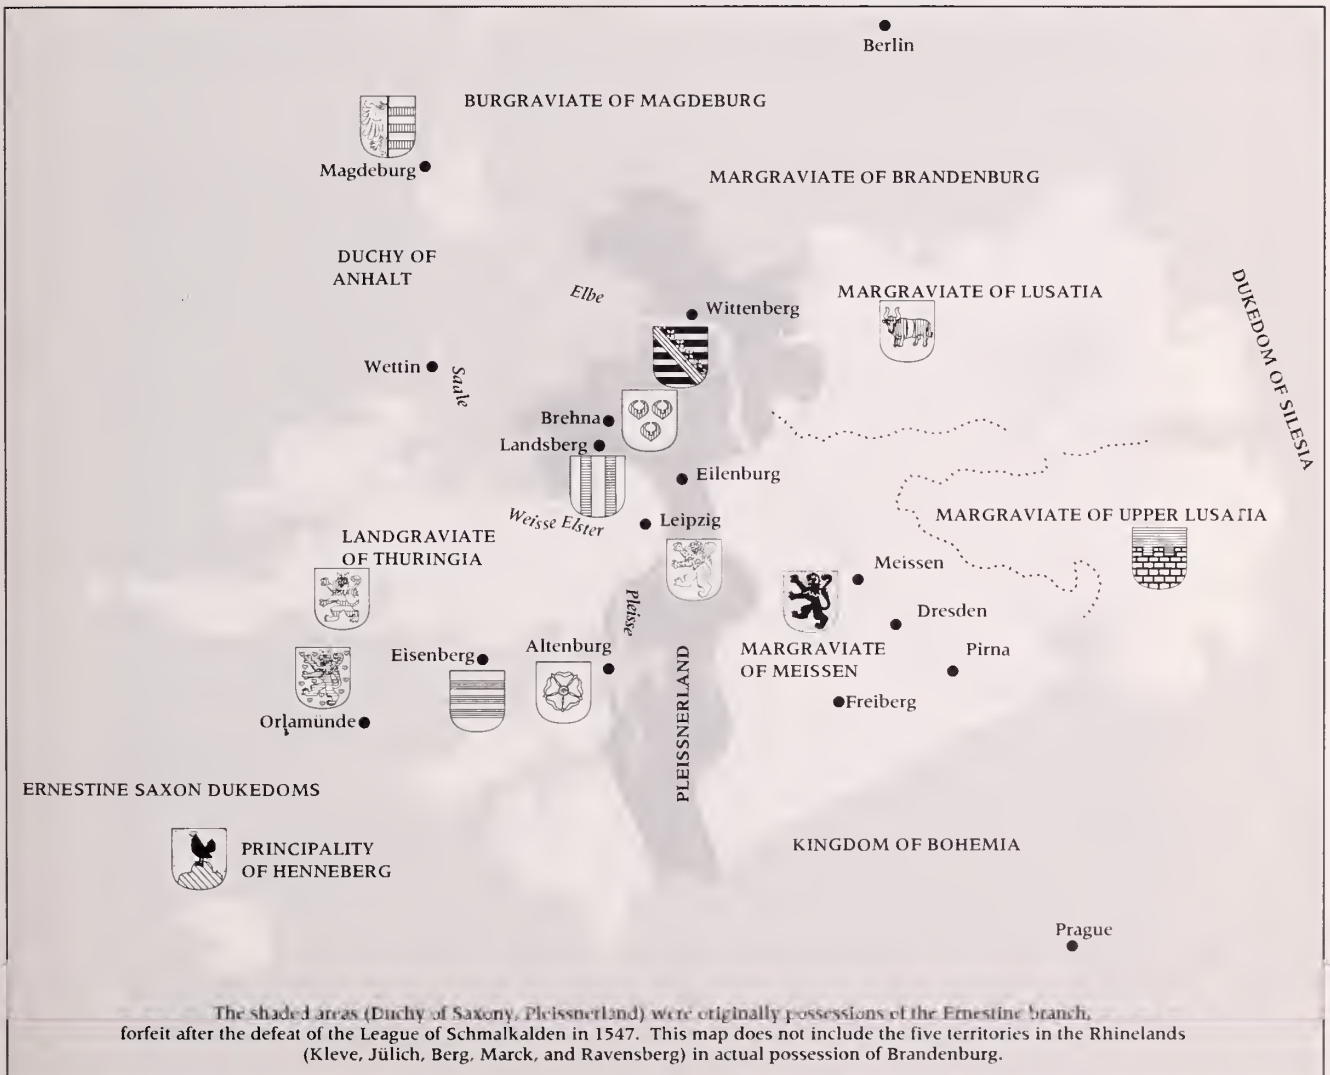 Berlin
BURGRAVIATE OF MAGDEBURG
Magdeburg
MARGRAVIATE OF BRANDENBURG
DUCHY OF
ANHALT
Elbe
Wittenberg
MARGRAVIATE OF LUSATIA
DUKEDOM OF SILESIA
Wettin
Saale
Brehna
Landsberg
Eilenburg
Weisse Elster
Leipzig
MARGRAVIATE OF UPPER LUSATIA
LANDGRAVIATE
OF THURINGIA
Meissen
Pleisse
Dresden
Eisenberg
Altenburg
MARGRAVIATE
OF MEISSEN
Pirna
PLEISSNERLAND
Freiberg
Orlamünde
ERNESTINE SAXON DUKEDOMS
PRINCIPALITY
OF HENNEBERG
KINGDOM OF BOHEMIA
Prague
The shaded areas (Duchy of Saxony, Pleissnerland) were originally possessions of the Ernestine branch,
forfeit after the defeat of the League of Schmalkalden in 1547. This map does not include the five territories in the Rhinelands
(Kleve, Jülich, Berg, Marck, and Ravensberg) in actual possession of Brandenburg.